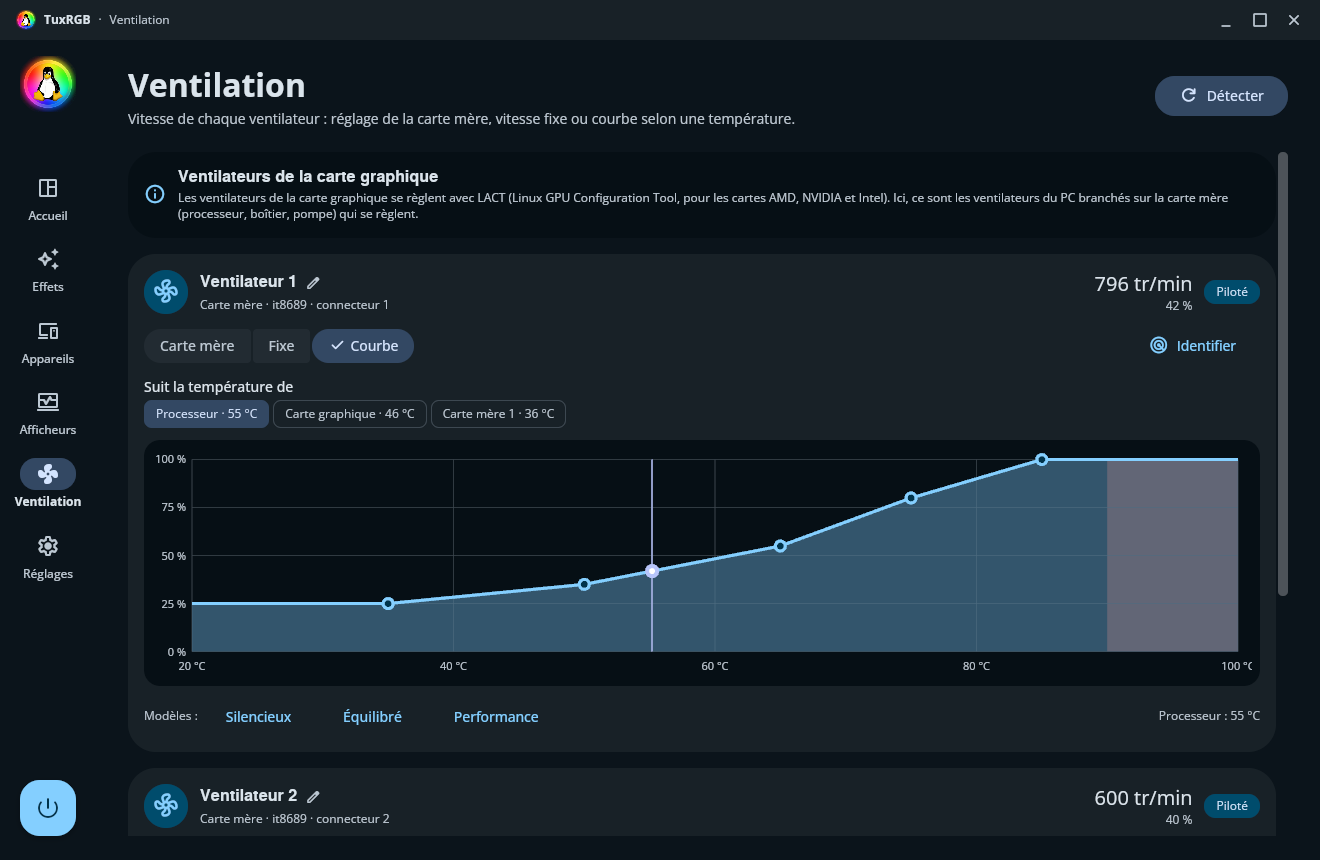 TuxRGB · Ventilation
Ventilation
Détecter
Vitesse de chaque ventilateur : réglage de la carte mère, vitesse fixe ou courbe selon une température.
Accueil
Effets
Appareils
Afficheurs
Ventilation
Réglages
Ventilateurs de la carte graphique
Les ventilateurs de la carte graphique se règlent avec LACT (Linux GPU Configuration Tool, pour les cartes AMD, NVIDIA et Intel). Ici, ce sont les ventilateurs du PC branchés sur la carte mère
(processeur, boîtier, pompe) qui se règlent.
Ventilateur 1
Carte mère · it8689 · connecteur 1
796 tr/min
42 %
Piloté
Carte mère
Fixe
Courbe
Identifier
Suit la température de
Processeur · 55 °C
Carte graphique · 46 °C
Carte mère 1 · 36 °C
100 %
75 %
50 %
25 %
0 %
20 °C
40 °C
60 °C
80 °C
100 °C
Modèles :
Silencieux
Équilibré
Performance
Processeur : 55 °C
Ventilateur 2
Carte mère · it8689 · connecteur 2
600 tr/min
40 %
Piloté